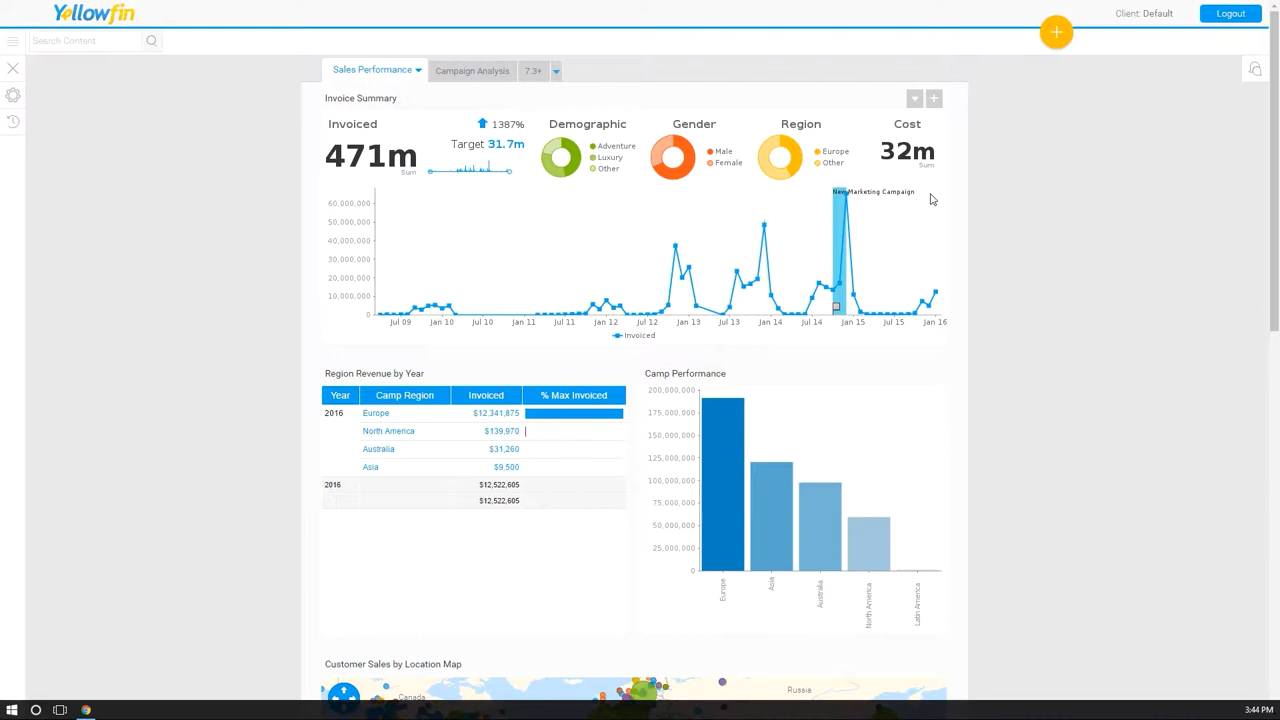 Yellowfin
Client: Default
Logout
Search Content
Sales Performance
Campaign Analysis
7.3+
Invoice Summary
Invoiced
471m
Sum
1387%
Target 31.7m
Demographic
Adventure
Luxury
Other
Gender
Male
Female
Region
Europe
Other
Cost
32m
Sum
New Marketing Campaign
60,000,000
50,000,000
40,000,000
30,000,000
20,000,000
10,000,000
0
Jul 09 Jan 10 Jul 10 Jan 11 Jul 11 Jan 12 Jul 12 Jan 13 Jul 13 Jan 14 Jul 14 Jan 15 Jul 15 Jan 16
Invoiced
Region Revenue by Year
Year Camp Region Invoiced % Max Invoiced
2016 Europe $12,341,875
North America $139,970
Australia $31,260
Asia $9,500
2016 $12,522,605
$12,522,605
Camp Performance
200,000,000
175,000,000
150,000,000
125,000,000
100,000,000
75,000,000
50,000,000
25,000,000
0
Europe
Asia
Australia
North America
Latin America
Customer Sales by Location Map
Canada
Russia
3:44 PM